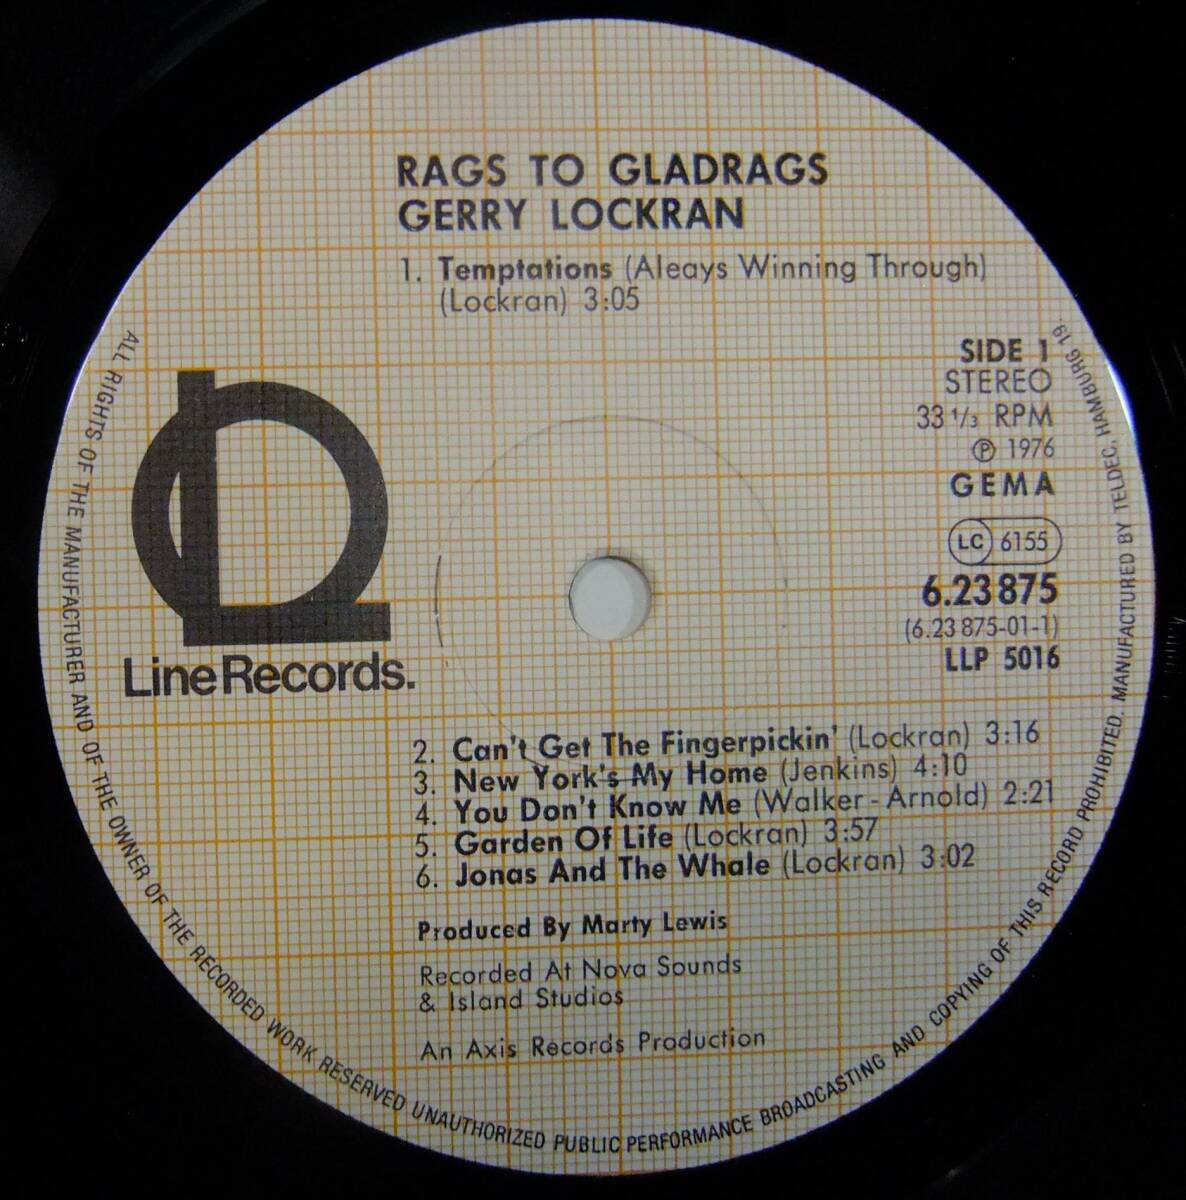 RAGS TO GLADRAGS
GERRY LOCKRAN
1. Temptations (Aleays Winning Through)
(Lockran) 3:05
SIDE 1
STEREO
33 1/3 RPM
℗ 1976
GEMA
LC 6155
6.23875
(6.23 875-01-1)
LLP 5016
Line Records.
2. Can't Get The Fingerpickin' (Lockran) 3:16
3. New York's My Home (Jenkins) 4:10
4. You Don't Know Me (Walker - Arnold) 2:21
5. Garden Of Life (Lockran) 3:57
6. Jonas And The Whale (Lockran) 3:02
Produced By Marty Lewis
Recorded At Nova Sounds
& Island Studios
An Axis Records Production
ALL RIGHTS OF THE MANUFACTURER AND OF THE OWNER OF THE RECORDED WORK RESERVED UNAUTHORIZED PUBLIC PERFORMANCE BROADCASTING AND COPYING OF THIS RECORD PROHIBITED. MANUFACTURED BY TELDEC, HAMBURG 19.